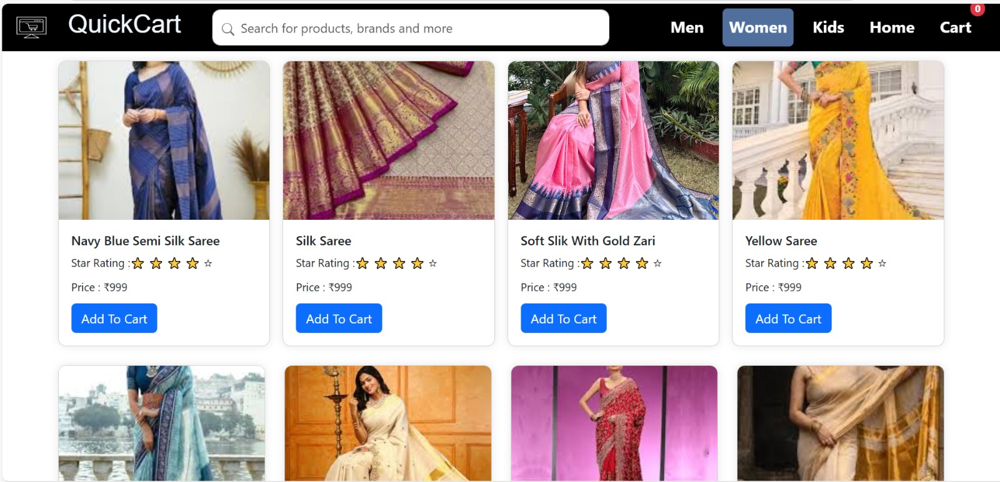 QuickCart
Search for products, brands and more
Men
Women
Kids
Home
Cart
0
Navy Blue Semi Silk Saree
Star Rating :⭐ ⭐ ⭐ ⭐ ☆
Price : ₹999
Add To Cart
Silk Saree
Star Rating :⭐ ⭐ ⭐ ⭐ ☆
Price : ₹999
Add To Cart
Soft Slik With Gold Zari
Star Rating :⭐ ⭐ ⭐ ⭐ ☆
Price : ₹999
Add To Cart
Yellow Saree
Star Rating :⭐ ⭐ ⭐ ⭐ ☆
Price : ₹999
Add To Cart